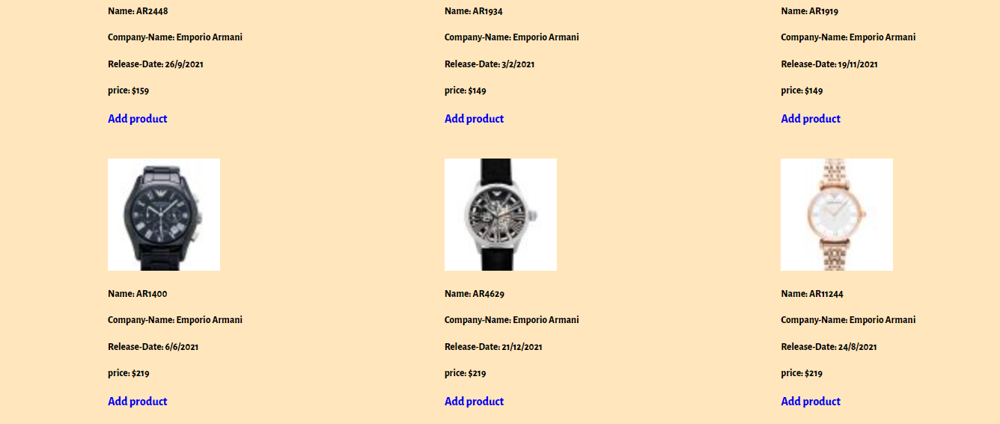 Name: AR2448
Company-Name: Emporio Armani
Release-Date: 26/9/2021
price: $159
Add product
Name: AR1934
Company-Name: Emporio Armani
Release-Date: 3/2/2021
price: $149
Add product
Name: AR1919
Company-Name: Emporio Armani
Release-Date: 19/11/2021
price: $149
Add product
Name: AR1400
Company-Name: Emporio Armani
Release-Date: 6/6/2021
price: $219
Add product
Name: AR4629
Company-Name: Emporio Armani
Release-Date: 21/12/2021
price: $219
Add product
Name: AR11244
Company-Name: Emporio Armani
Release-Date: 24/8/2021
price: $219
Add product